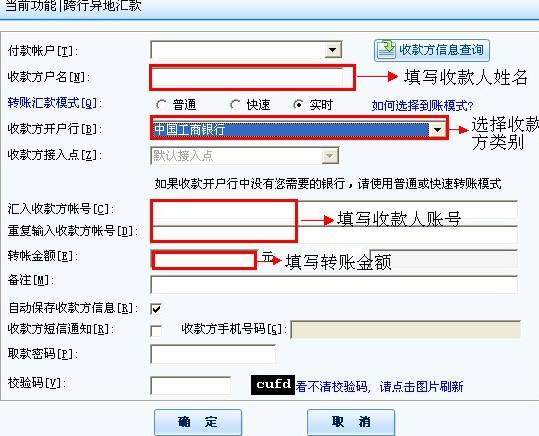 当前功能|跨行异地汇款
付款帐户[T]:
收款方信息查询
收款方户名[N]:
填写收款人姓名
转账汇款模式[Q]:
普通 快速 实时 如何选择到账模式?
收款方开户行[B]:
中国工商银行
选择收款
方类别
收款方接入点[Z]:
默认接入点
如果收款开户行中没有您需要的银行，请使用普通或快速转账模式
汇入收款方帐号[C]:
填写收款人账号
重复输入收款方帐号[D]:
转帐金额[E]:
元
填写转账金额
备注[M]:
自动保存收款方信息[R]:
收款方短信通知[R]: 收款方手机号码[G]:
取款密码[P]:
校验码[V]:
cufd 看不清校验码，请点击图片刷新
确 定 取 消